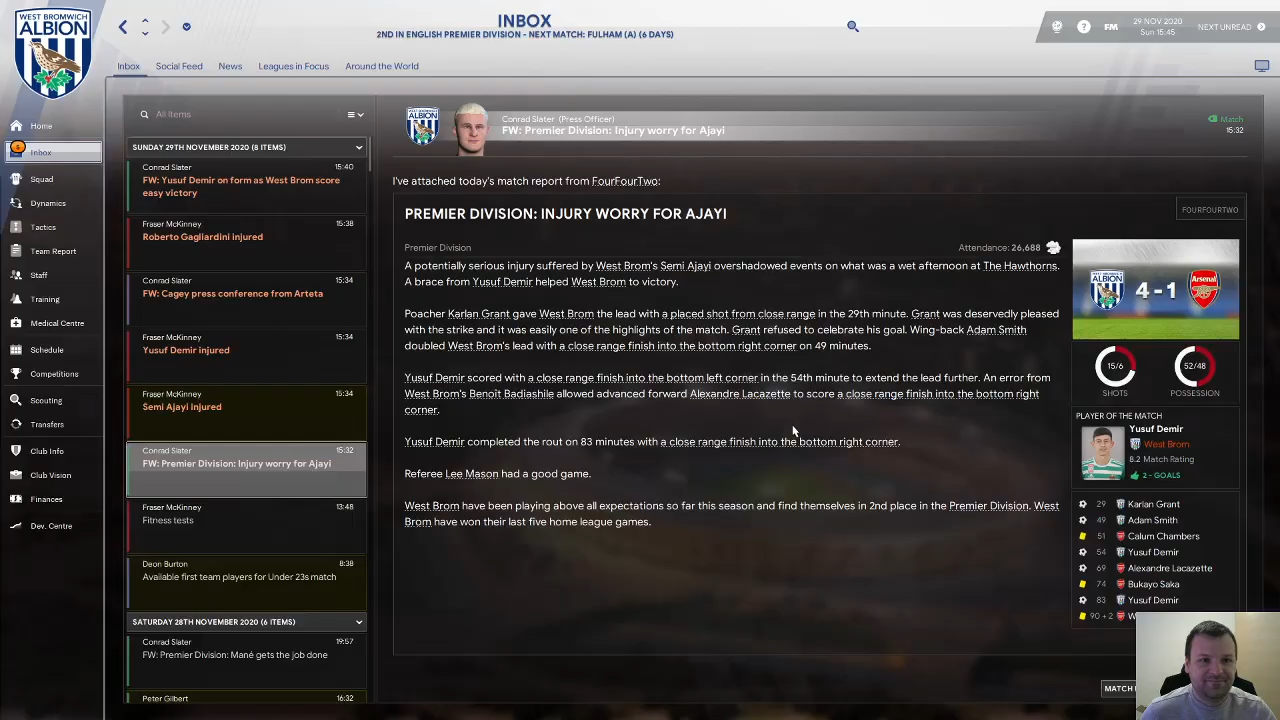 WEST BROMWICH
ALBION
INBOX
2ND IN ENGLISH PREMIER DIVISION - NEXT MATCH: FULHAM (A) (6 DAYS)
FM
29 NOV 2020
Sun 15:45
NEXT UNREAD
Inbox
Social Feed
News
Leagues in Focus
Around the World
Home
Inbox
Squad
Dynamics
Tactics
Team Report
Staff
Training
Medical Centre
Schedule
Competitions
Scouting
Transfers
Club Info
Club Vision
Finances
Dev. Centre
All Items
SUNDAY 29TH NOVEMBER 2020 (8 ITEMS)
Conrad Slater 15:40
FW: Yusuf Demir on form as West Brom score
easy victory
Fraser McKinney 15:38
Roberto Gagliardini injured
Conrad Slater 15:34
FW: Cagey press conference from Arteta
Fraser McKinney 15:34
Yusuf Demir injured
Fraser McKinney 15:34
Semi Ajayi injured
Conrad Slater 15:32
FW: Premier Division: Injury worry for Ajayi
Fraser McKinney 13:48
Fitness tests
Deon Burton 8:38
Available first team players for Under 23s match
SATURDAY 28TH NOVEMBER 2020 (6 ITEMS)
Conrad Slater 19:57
FW: Premier Division: Mané gets the job done
Peter Gilbert 16:32
Conrad Slater (Press Officer)
FW: Premier Division: Injury worry for Ajayi
Match
15:32
I've attached today's match report from FourFourTwo:
PREMIER DIVISION: INJURY WORRY FOR AJAYI
FOURFOURTWO
Premier Division
Attendance: 26,688
A potentially serious injury suffered by West Brom's Semi Ajayi overshadowed events on what was a wet afternoon at The Hawthorns.
A brace from Yusuf Demir helped West Brom to victory.
Poacher Karlan Grant gave West Brom the lead with a placed shot from close range in the 29th minute. Grant was deservedly pleased
with the strike and it was easily one of the highlights of the match. Grant refused to celebrate his goal. Wing-back Adam Smith
doubled West Brom's lead with a close range finish into the bottom right corner on 49 minutes.
Yusuf Demir scored with a close range finish into the bottom left corner in the 54th minute to extend the lead further. An error from
West Brom's Benoit Badiashile allowed advanced forward Alexandre Lacazette to score a close range finish into the bottom right
corner.
Yusuf Demir completed the rout on 83 minutes with a close range finish into the bottom right corner.
Referee Lee Mason had a good game.
West Brom have been playing above all expectations so far this season and find themselves in 2nd place in the Premier Division. West
Brom have won their last five home league games.
4-1
Arsenal
15/6
SHOTS
52/48
POSSESSION
PLAYER OF THE MATCH
Yusuf Demir
West Brom
8.2 Match Rating
2 - GOALS
29 Karlan Grant
49 Adam Smith
51 Calum Chambers
54 Yusuf Demir
69 Alexandre Lacazette
74 Bukayo Saka
83 Yusuf Demir
90 + 2
MATCH